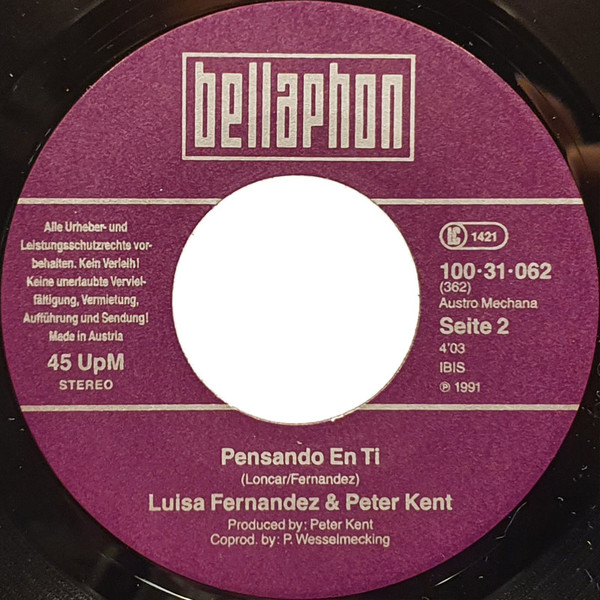 bellaphon
Alle Urheber- und
Leistungsschutzrechts vor-
behalten. Kein Verleih!
Keine unerlaubte Verviel-
fältigung, Vermietung,
Aufführung und Sendung!
Made in Austria
45 UpM
STEREO
LC 1421
100·31·062
(362)
Austro Mechana
Seite 2
4'03
IBIS
℗ 1991
Pensando En Ti
(Loncar/Fernandez)
Luisa Fernandez & Peter Kent
Produced by: Peter Kent
Coprod. by: P. Wesselmecking